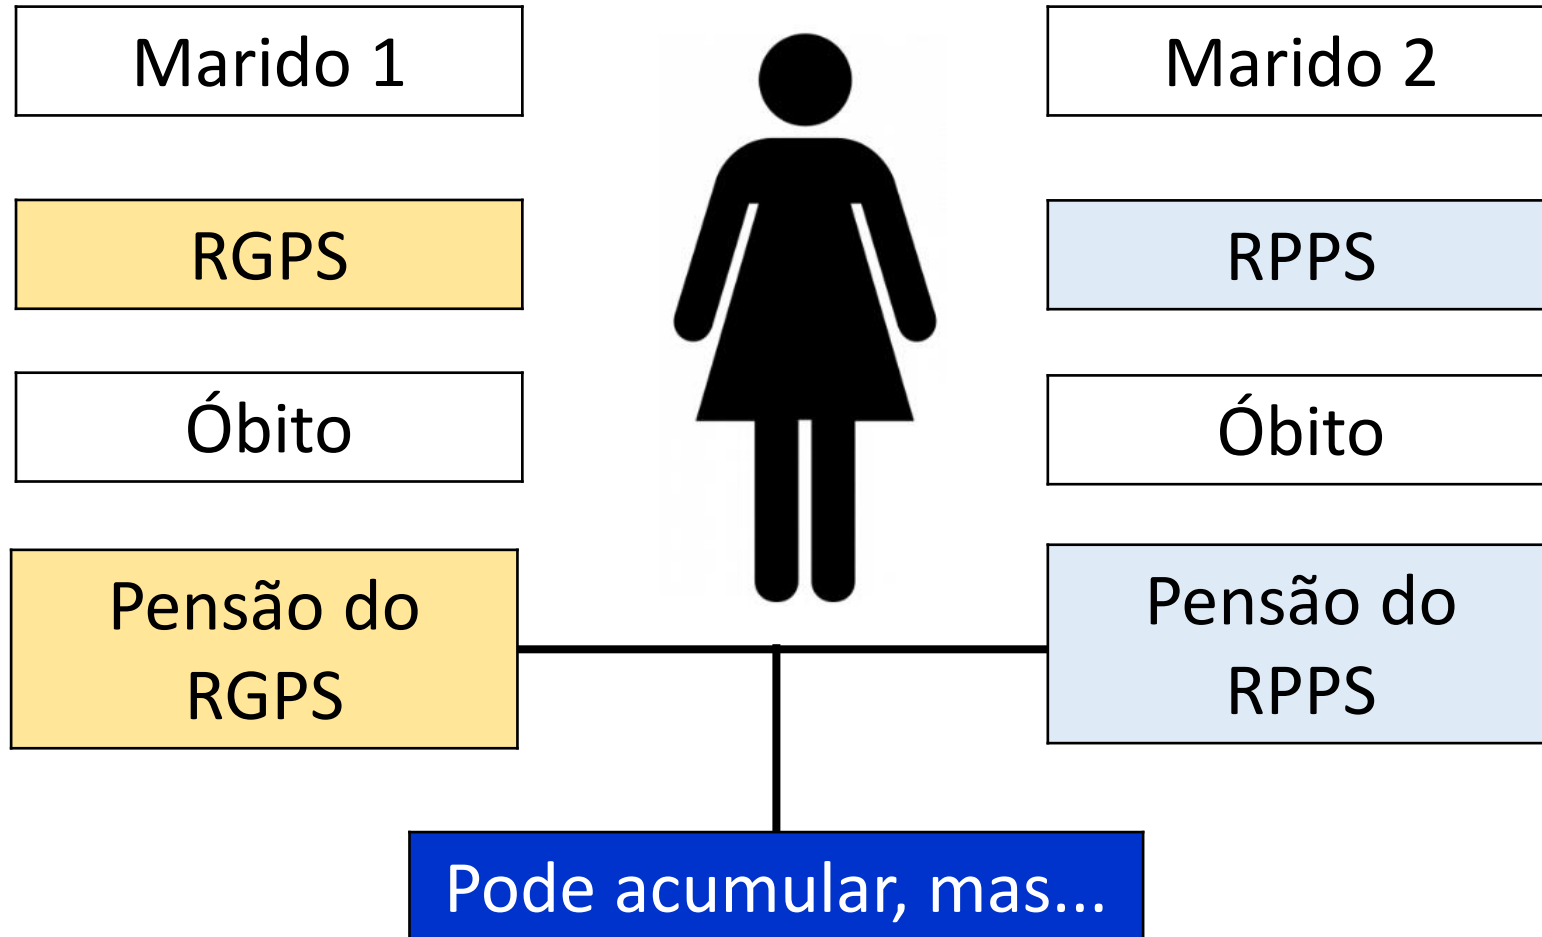 Marido 1
Marido 2
RGPS
RPPS
Óbito
Óbito
Pensão do
RGPS
Pensão do
RPPS
Pode acumular, mas...